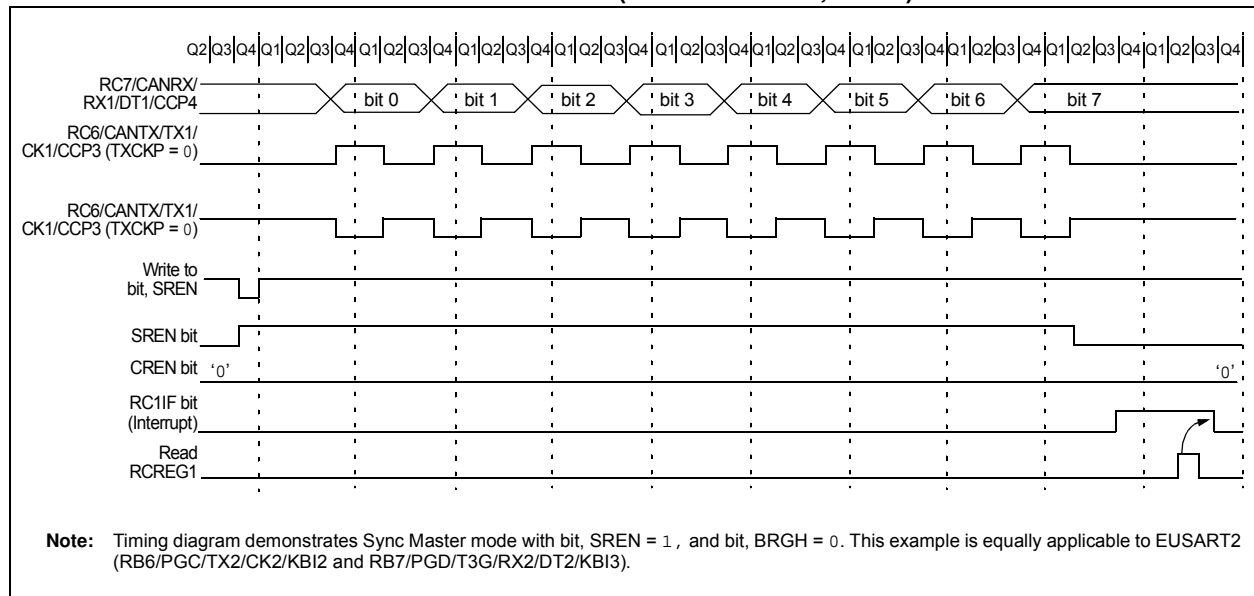 Q2 Q3 Q4 Q1 Q2 Q3 Q4 Q1 Q2 Q3 Q4 Q1 Q2 Q3 Q4 Q1 Q2 Q3 Q4 Q1 Q2 Q3 Q4 Q1 Q2 Q3 Q4 Q1 Q2 Q3 Q4 Q1 Q2 Q3 Q4 Q1 Q2 Q3 Q4 Q1 Q2 Q3 Q4
RC7/CANRX/
RX1/DT1/CCP4
bit 0 bit 1 bit 2 bit 3 bit 4 bit 5 bit 6 bit 7
RC6/CANTX/TX1/
CK1/CCP3 (TXCKP = 0)
RC6/CANTX/TX1/
CK1/CCP3 (TXCKP = 0)
Write to
bit, SREN
SREN bit
CREN bit ‘0’ ‘0’
RC1IF bit
(Interrupt)
Read
RCREG1
Note: Timing diagram demonstrates Sync Master mode with bit, SREN = 1, and bit, BRGH = 0. This example is equally applicable to EUSART2
(RB6/PGC/TX2/CK2/KBI2 and RB7/PGD/T3G/RX2/DT2/KBI3).